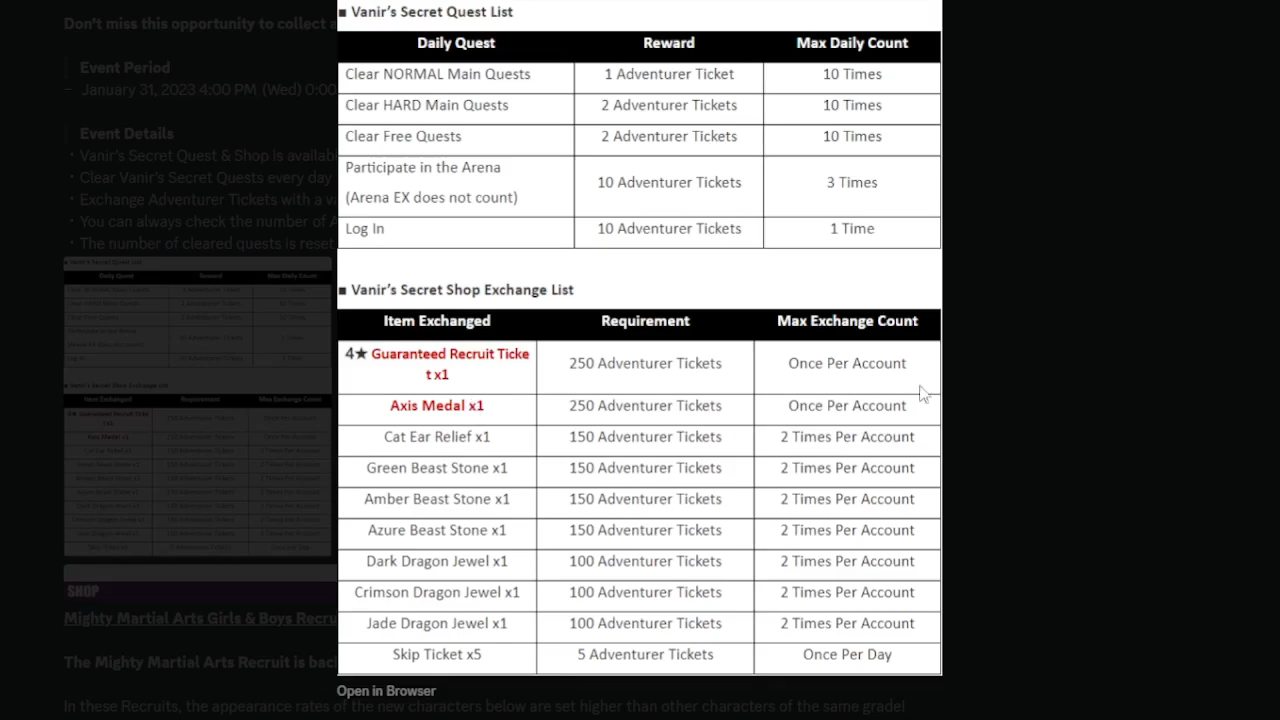 Don't miss this opportunity to collect a
Event Period
- January 31, 2023 4:00 PM (Wed) 0:00
Event Details
· Vanir's Secret Quest & Shop is availab
· Clear Vanir's Secret Quests every day
· Exchange Adventurer Tickets with a va
· You can always check the number of A
· The number of cleared quests is reset
■ Vanir's Secret Quest List
Daily Quest Reward Max Daily Count
Clear NORMAL Main Quests 1 Adventurer Ticket 10 Times
Clear HARD Main Quests 2 Adventurer Tickets 10 Times
Clear Free Quests 2 Adventurer Tickets 10 Times
Participate in the Arena
(Arena EX does not count) 10 Adventurer Tickets 3 Times
Log In 10 Adventurer Tickets 1 Time
■ Vanir's Secret Shop Exchange List
Item Exchanged Requirement Max Exchange Count
4★ Guaranteed Recruit Ticke
t x1 250 Adventurer Tickets Once Per Account
Axis Medal x1 250 Adventurer Tickets Once Per Account
Cat Ear Relief x1 150 Adventurer Tickets 2 Times Per Account
Green Beast Stone x1 150 Adventurer Tickets 2 Times Per Account
Amber Beast Stone x1 150 Adventurer Tickets 2 Times Per Account
Azure Beast Stone x1 150 Adventurer Tickets 2 Times Per Account
Dark Dragon Jewel x1 100 Adventurer Tickets 2 Times Per Account
Crimson Dragon Jewel x1 100 Adventurer Tickets 2 Times Per Account
Jade Dragon Jewel x1 100 Adventurer Tickets 2 Times Per Account
Skip Ticket x5 5 Adventurer Tickets Once Per Day
Open in Browser
SHOP
Mighty Martial Arts Girls & Boys Recru
The Mighty Martial Arts Recruit is bac
In these Recruits, the appearance rates of the new characters below are set higher than other characters of the same grade!